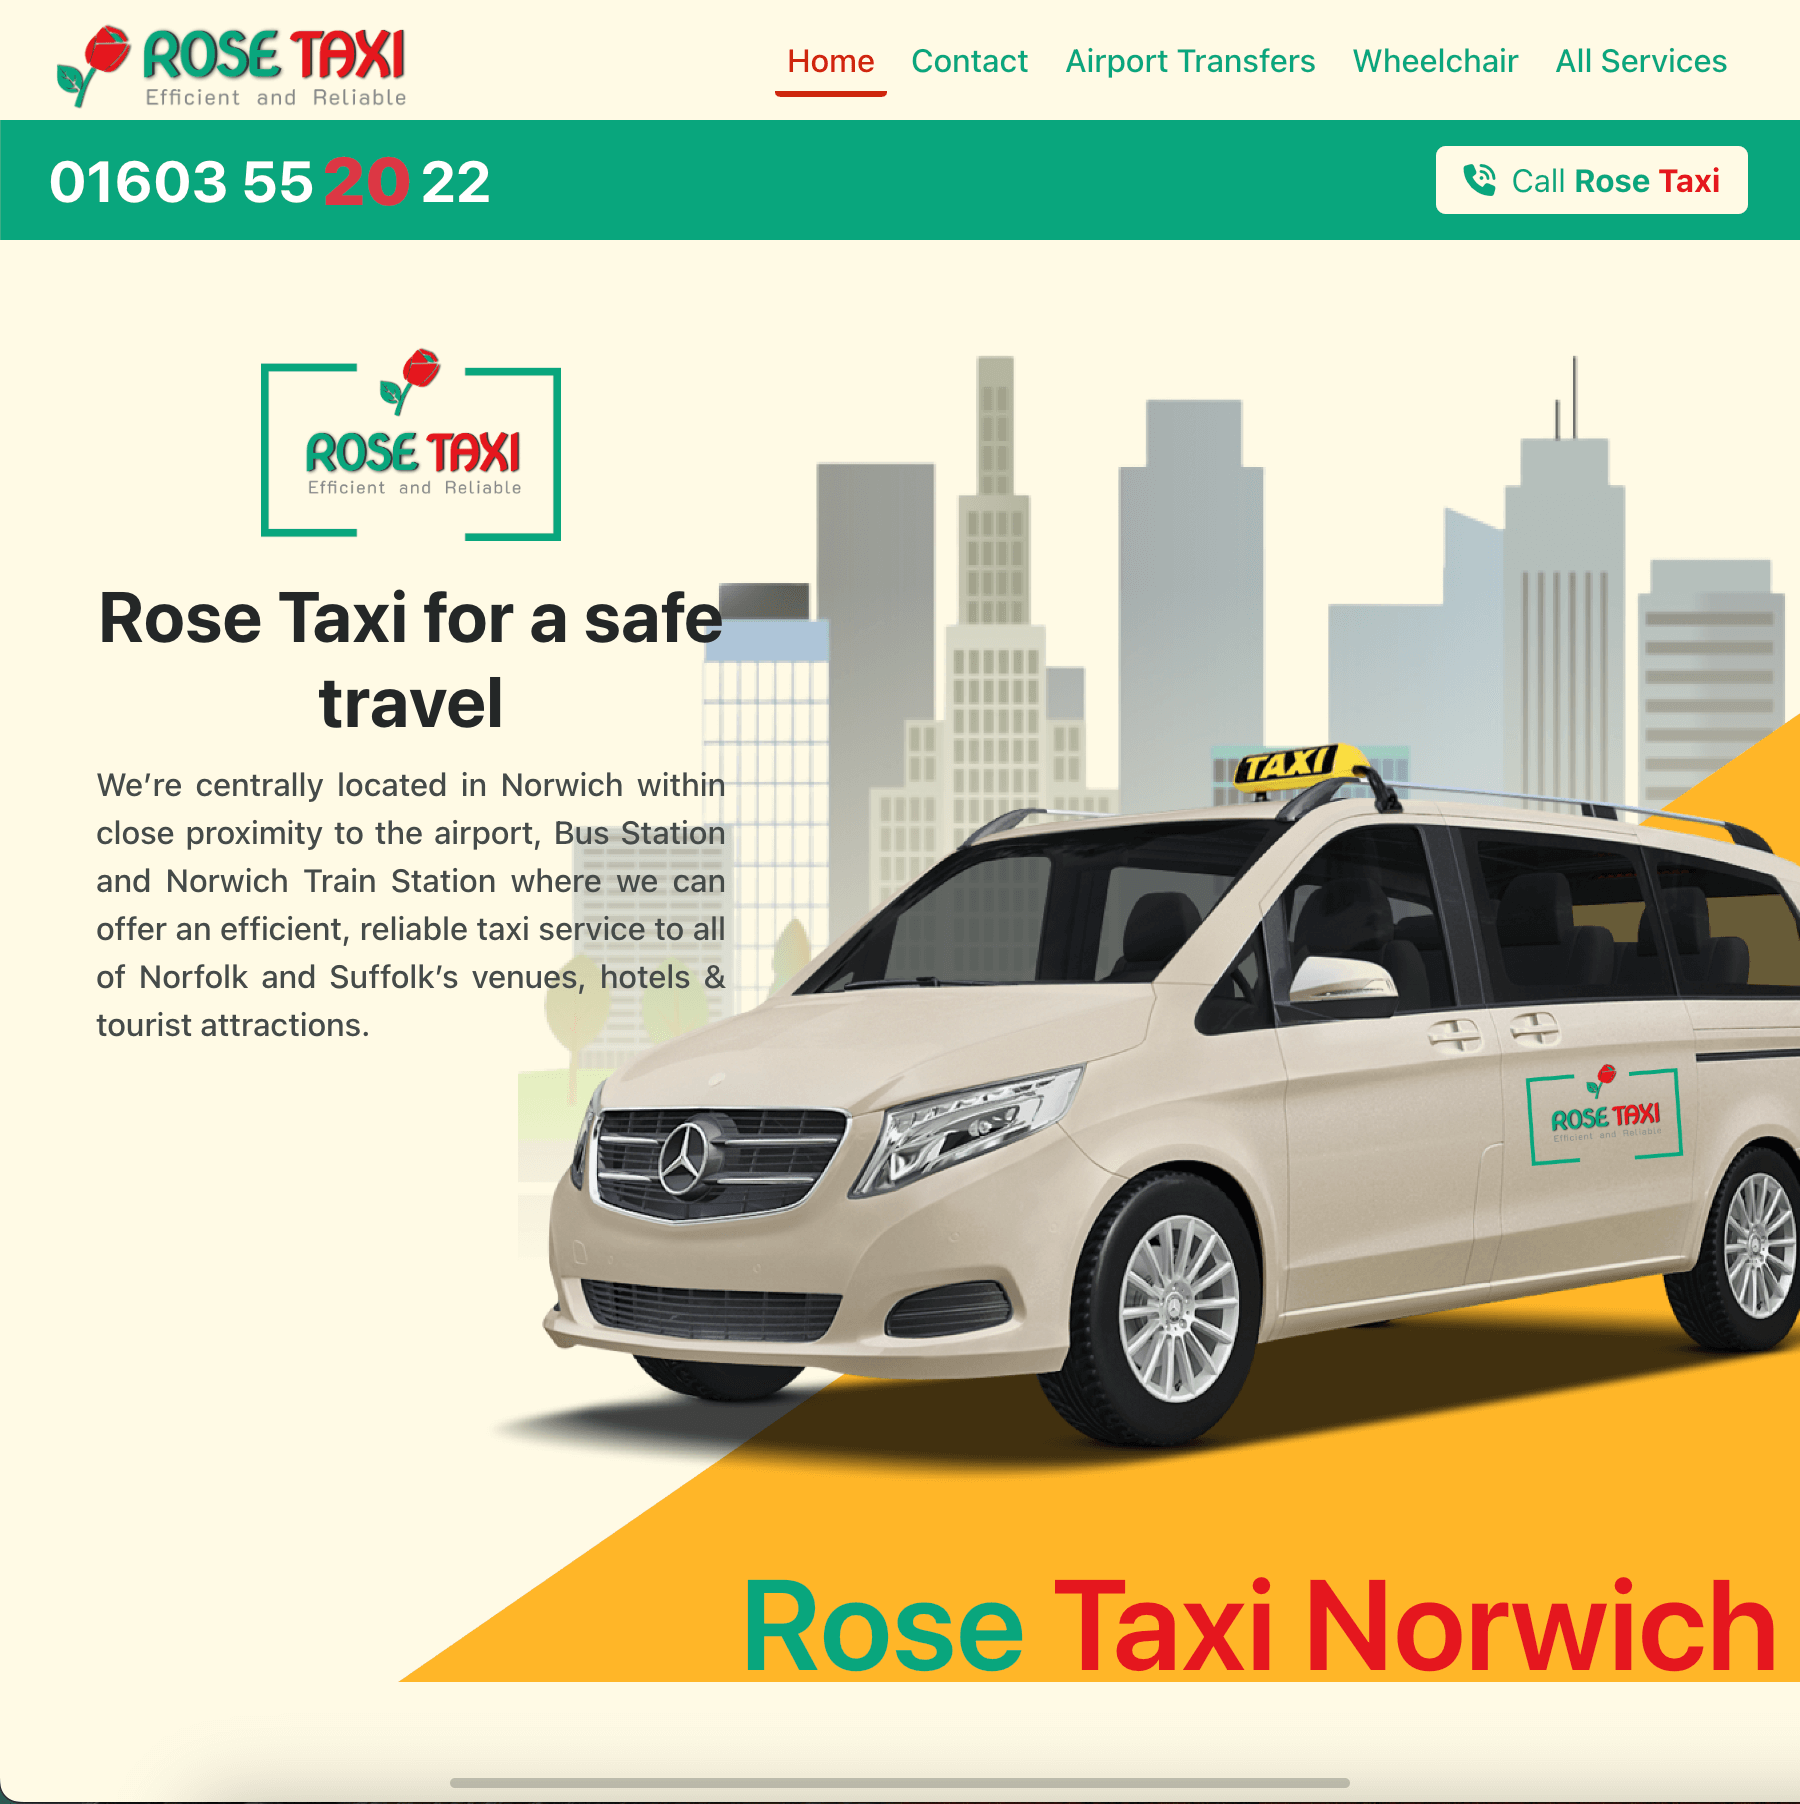 ROSE TAXI
Efficient and Reliable
Home Contact Airport Transfers Wheelchair All Services
01603 55 20 22
Call Rose Taxi
ROSE TAXI
Efficient and Reliable
Rose Taxi for a safe
travel
We’re centrally located in Norwich within
close proximity to the airport, Bus Station
and Norwich Train Station where we can
offer an efficient, reliable taxi service to all
of Norfolk and Suffolk’s venues, hotels &
tourist attractions.
TAXI
ROSE TAXI
Efficient and Reliable
Rose Taxi Norwich